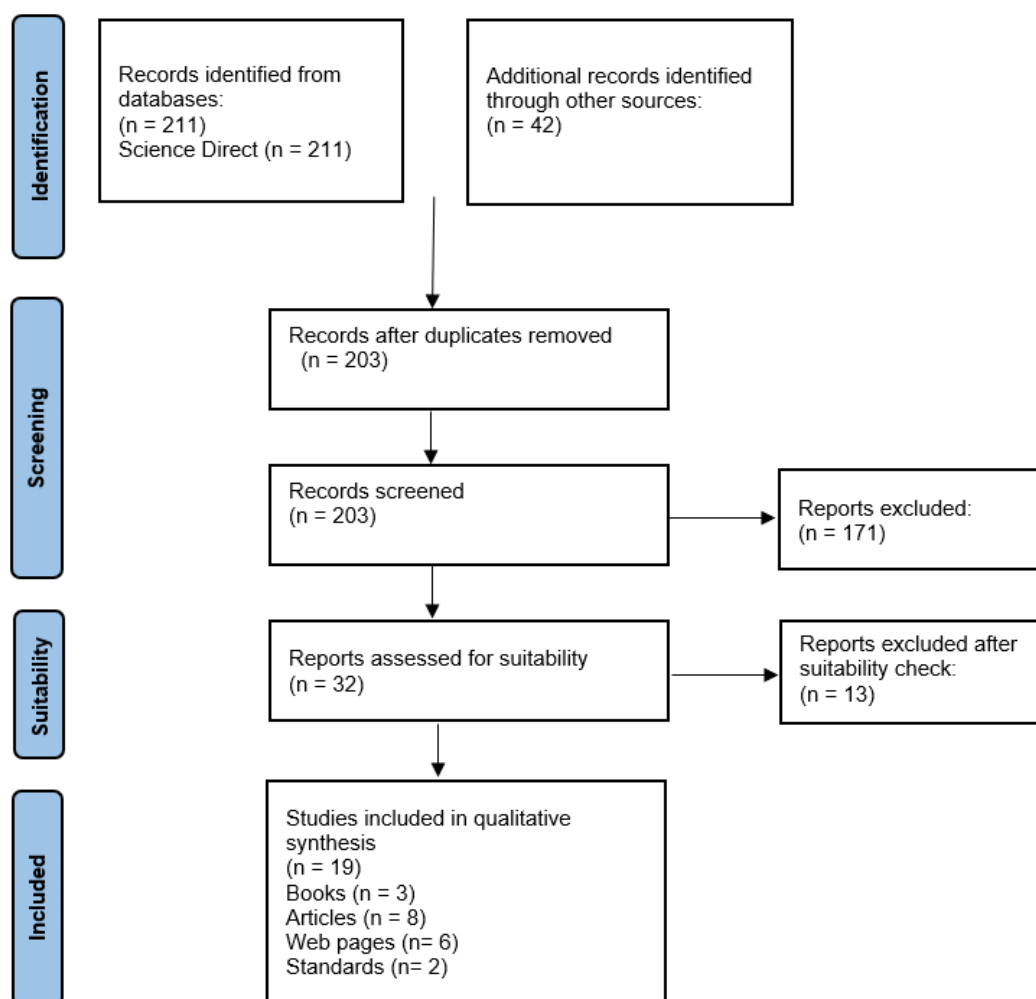 Identification
Records identified from
databases:
(n = 211)
Science Direct (n = 211)
Additional records identified
through other sources:
(n = 42)
Screening
Records after duplicates removed
(n = 203)
Records screened
(n = 203)
Reports excluded:
(n = 171)
Suitability
Reports assessed for suitability
(n = 32)
Reports excluded after
suitability check:
(n = 13)
Included
Studies included in qualitative
synthesis
(n = 19)
Books (n = 3)
Articles (n = 8)
Web pages (n= 6)
Standards (n= 2)